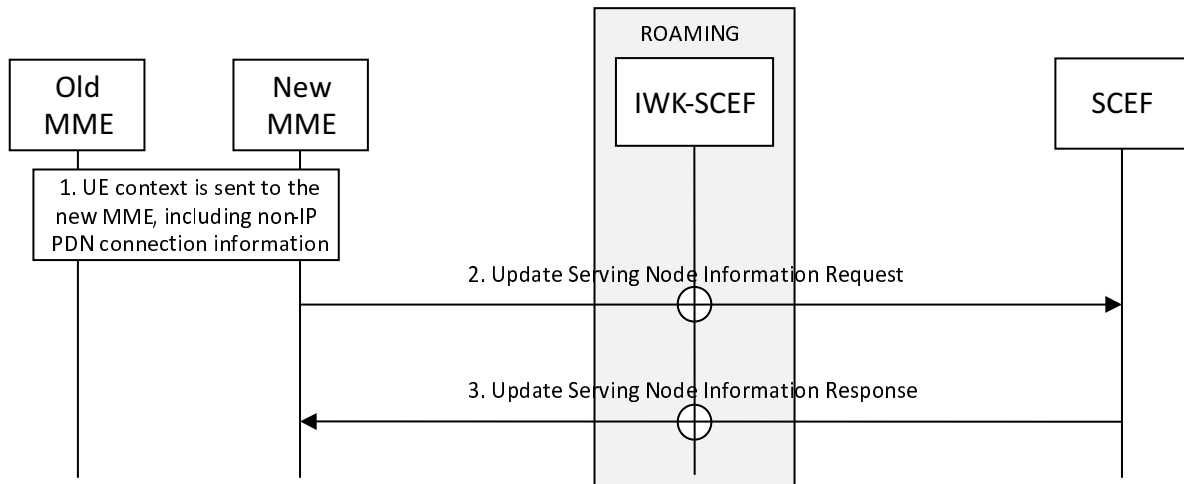 ROAMING
Old
MME
New
MME
IWK-SCEF
SCEF
1. UE context is sent to the
new MME, including non-IP
PDN connection information
2. Update Serving Node Information Request
3. Update Serving Node Information Response